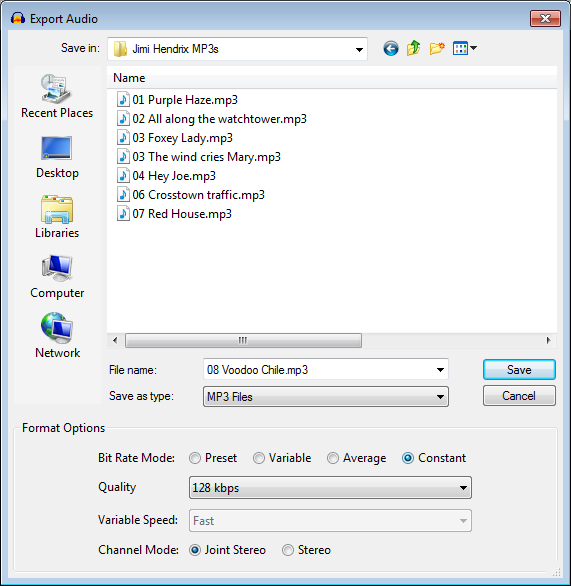 Export Audio
Save in: Jimi Hendrix MP3s
Name
Recent Places
Desktop
Libraries
Computer
Network
01 Purple Haze.mp3
02 All along the watchtower.mp3
03 Foxey Lady.mp3
03 The wind cries Mary.mp3
04 Hey Joe.mp3
06 Crosstown traffic.mp3
07 Red House.mp3
File name: 08 Voodoo Chile.mp3 Save
Save as type: MP3 Files Cancel
Format Options
Bit Rate Mode: Preset Variable Average Constant
Quality 128 kbps
Variable Speed: Fast
Channel Mode: Joint Stereo Stereo